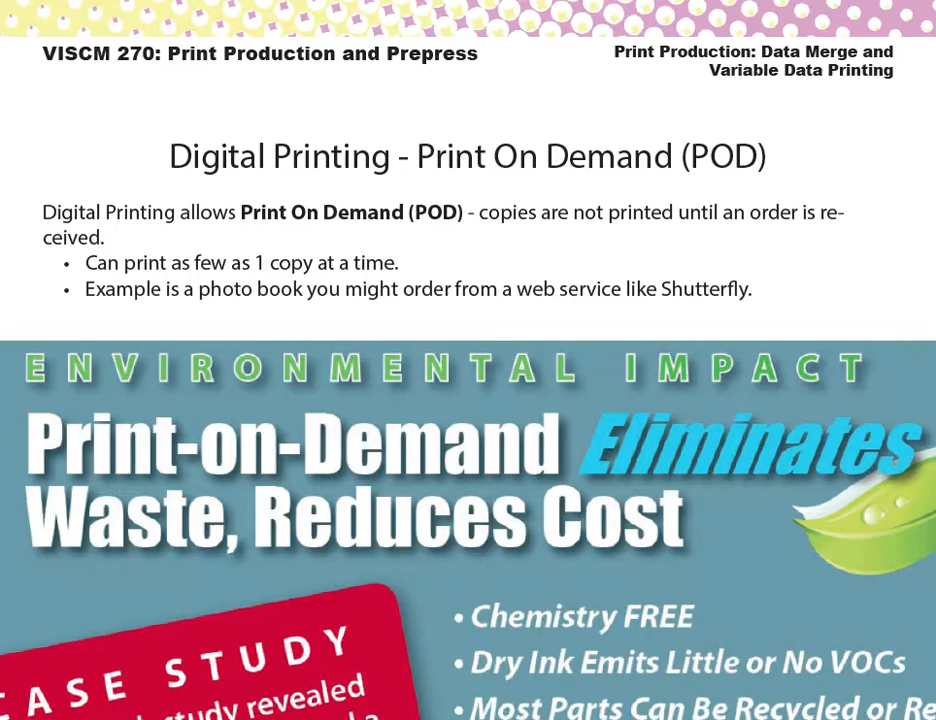 VISCM 270: Print Production and Prepress
Print Production: Data Merge and
Variable Data Printing
Digital Printing - Print On Demand (POD)
Digital Printing allows Print On Demand (POD) - copies are not printed until an order is re-
ceived.
• Can print as few as 1 copy at a time.
• Example is a photo book you might order from a web service like Shutterfly.
ENVIRONMENTAL IMPACT
Print-on-Demand Eliminates
Waste, Reduces Cost
CASE STUDY
study revealed
a
• Chemistry FREE
• Dry Ink Emits Little or No VOCs
• Most Parts Can Be Recycled or Re